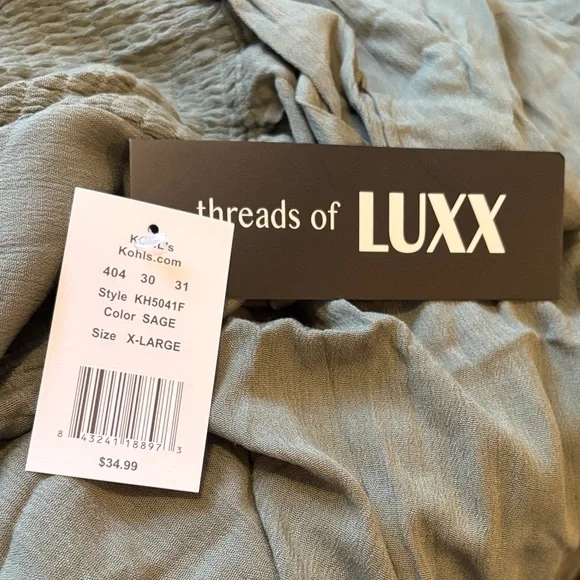 threads of LUXX
KOHL's
Kohls.com
404 30 31
Style KH5041F
Color SAGE
Size X-LARGE
8 43241 18897 3
$34.99